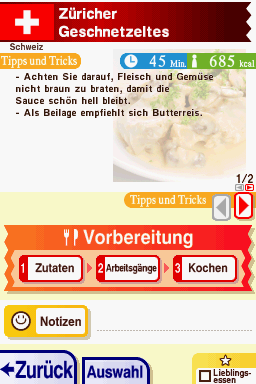 Züricher
Geschnetzeltes
Schweiz
Tipps und Tricks
45 Min.
685 kcal
- Achten Sie darauf, Fleisch und Gemüse
nicht braun zu braten, damit die
Sauce schön hell bleibt.
- Als Beilage empfiehlt sich Butterreis.
1/2
Tipps und Tricks
Vorbereitung
1 Zutaten
2 Arbeitsgänge
3 Kochen
Notizen
Zurück
Auswahl
Lieblings-
essen